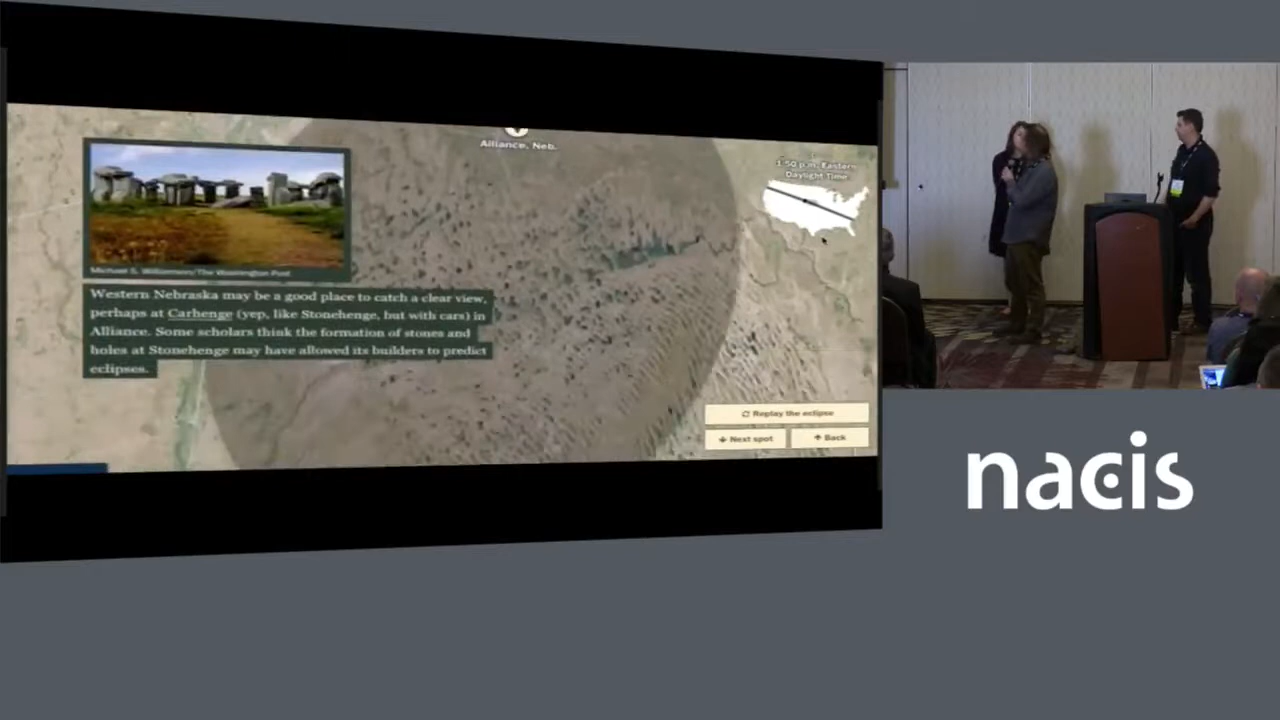 Alliance, Neb.
1:50 p.m. Eastern
Daylight Time
Michael S. Williamson/The Washington Post
Western Nebraska may be a good place to catch a clear view,
perhaps at Carhenge (yep, like Stonehenge, but with cars) in
Alliance. Some scholars think the formation of stones and
holes at Stonehenge may have allowed its builders to predict
eclipses.
Replay the eclipse
Next spot
Back
nacis